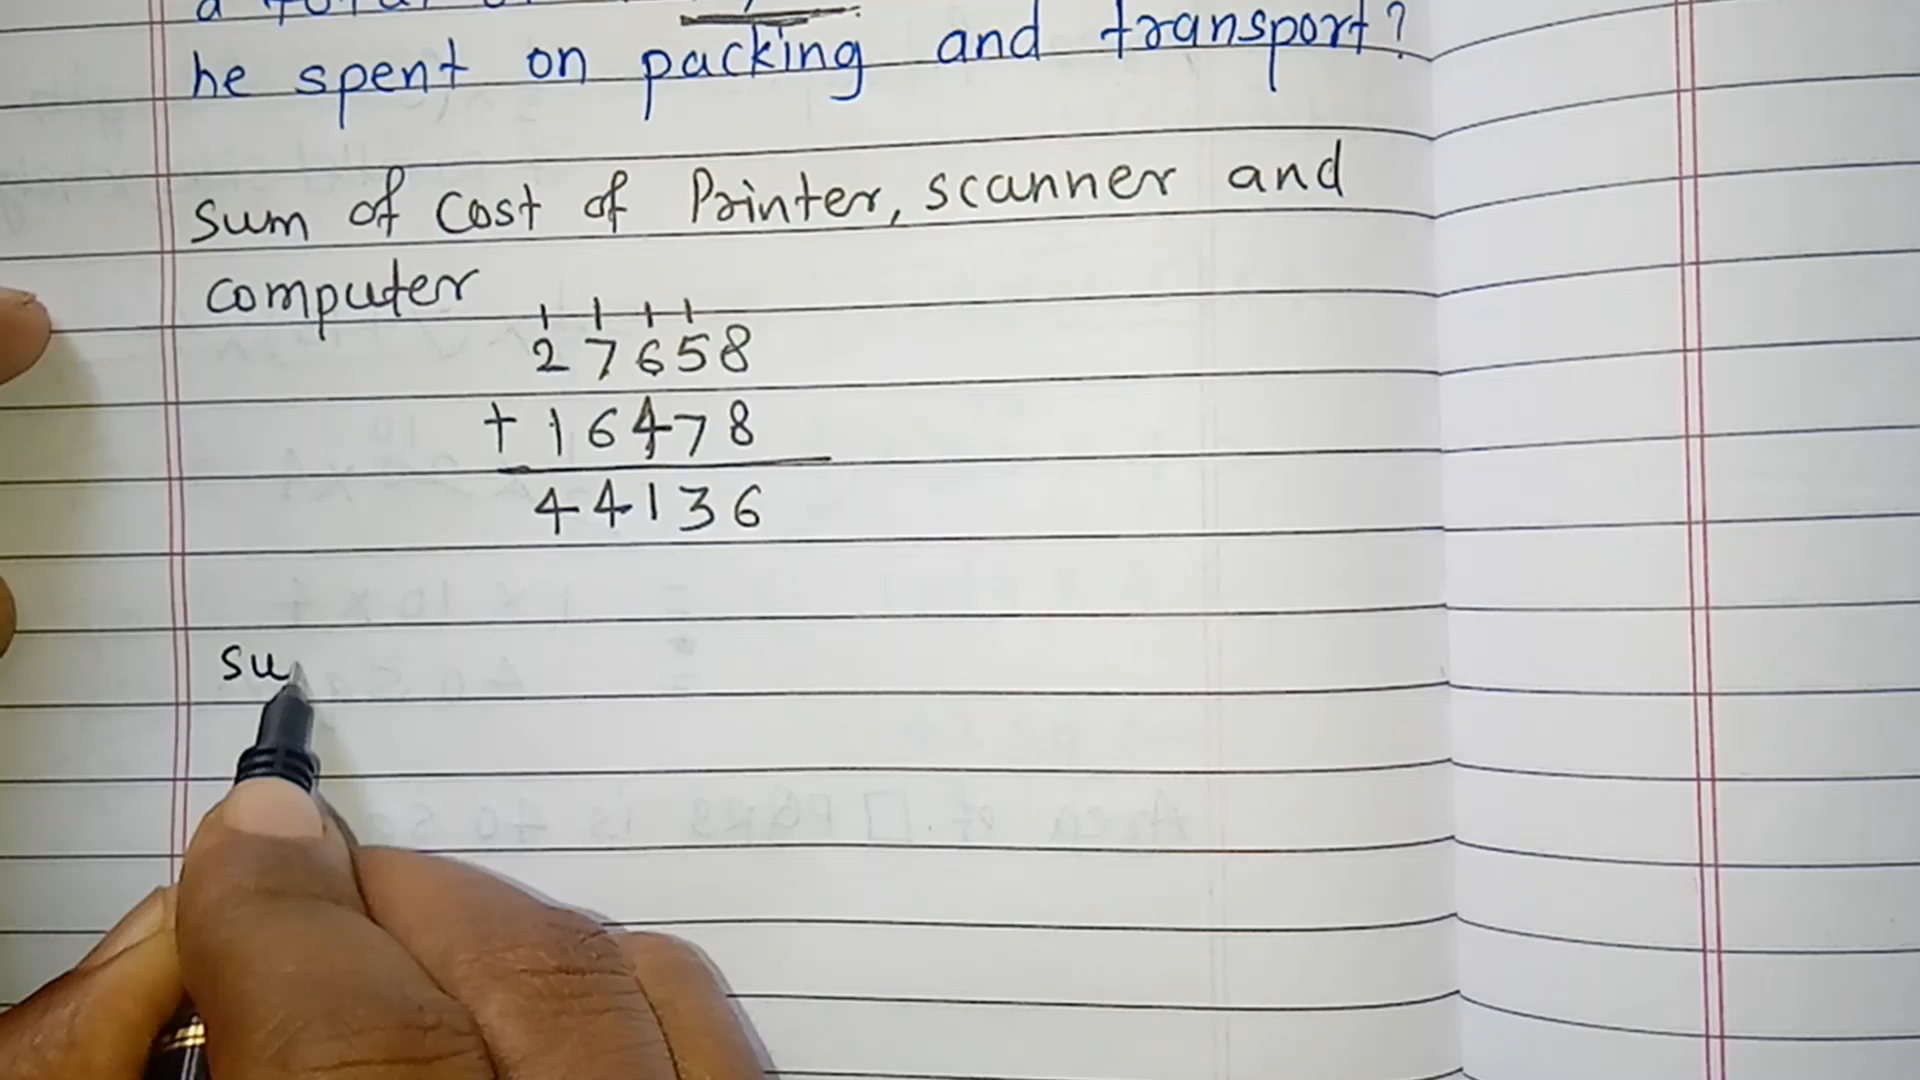 he spent on packing and transport?
Sum of cost of Printer, scanner and
computer
1 1 1 1
27658
+ 16478
44136
su